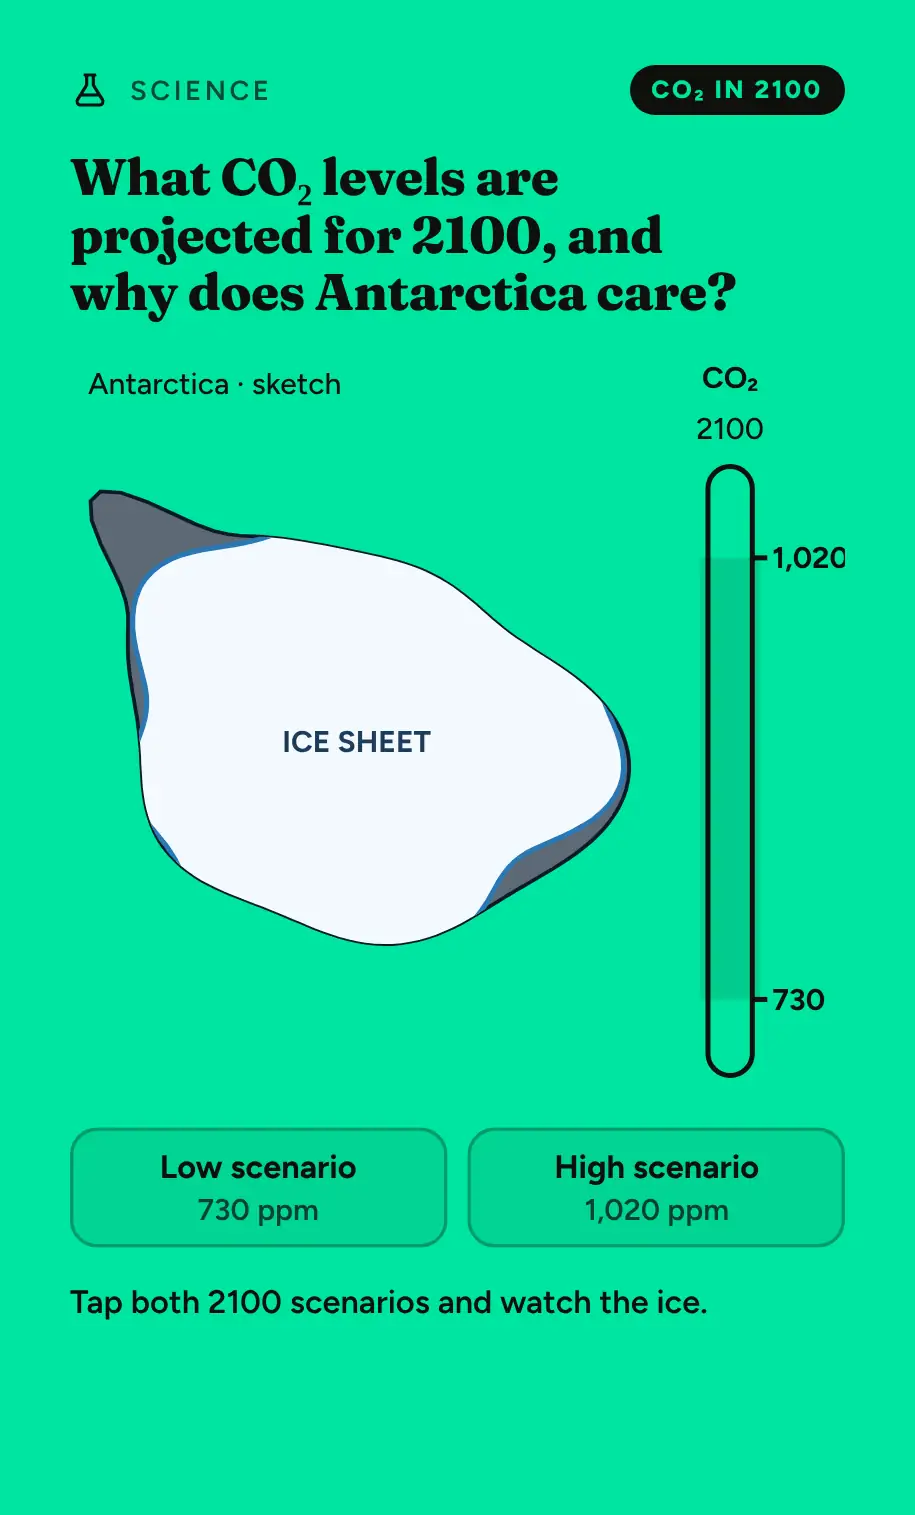 SCIENCE
CO₂ IN 2100
What CO₂ levels are
projected for 2100, and
why does Antarctica care?
Antarctica · sketch
CO₂
2100
1,020
ICE SHEET
730
Low scenario
730 ppm
High scenario
1,020 ppm
Tap both 2100 scenarios and watch the ice.